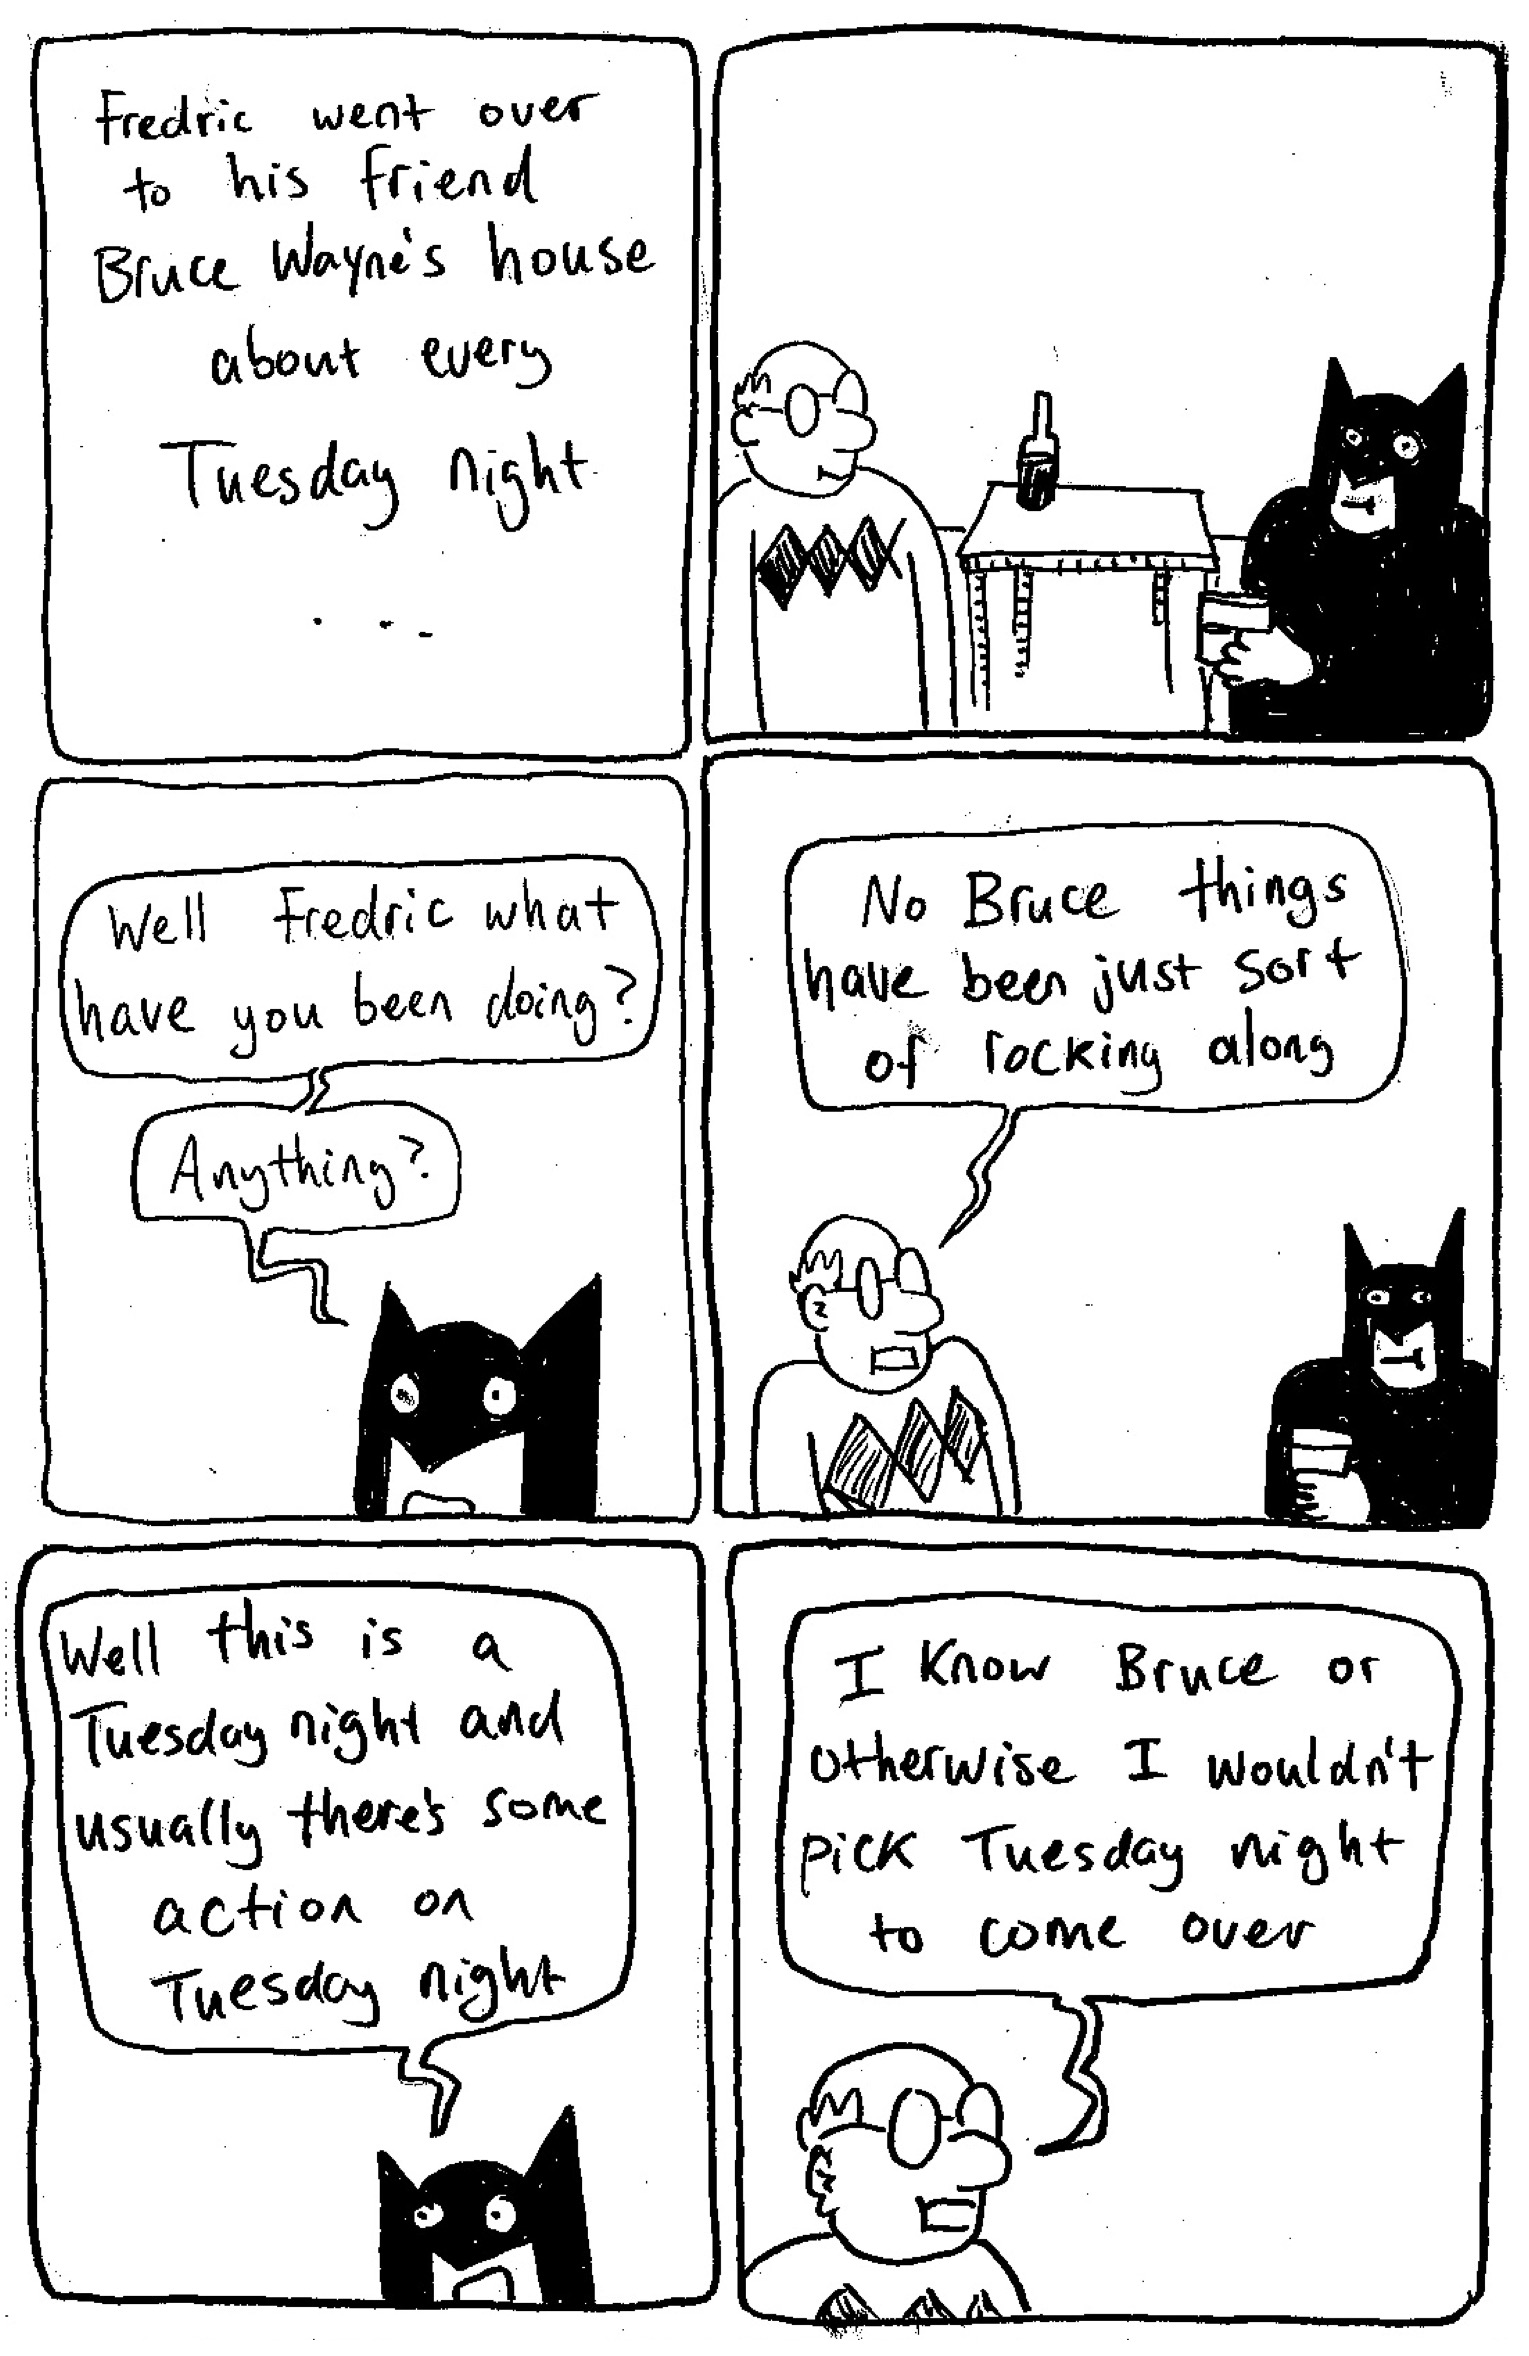 Fredric went over
to his friend
Bruce Wayne's house
about every
Tuesday night
...
Well Fredric what
have you been doing?
Anything?
No Bruce things
have been just sort
of rocking along
Well this is a
Tuesday night and
usually there's some
action on
Tuesday night
I know Bruce or
otherwise I wouldn't
pick Tuesday night
to come over